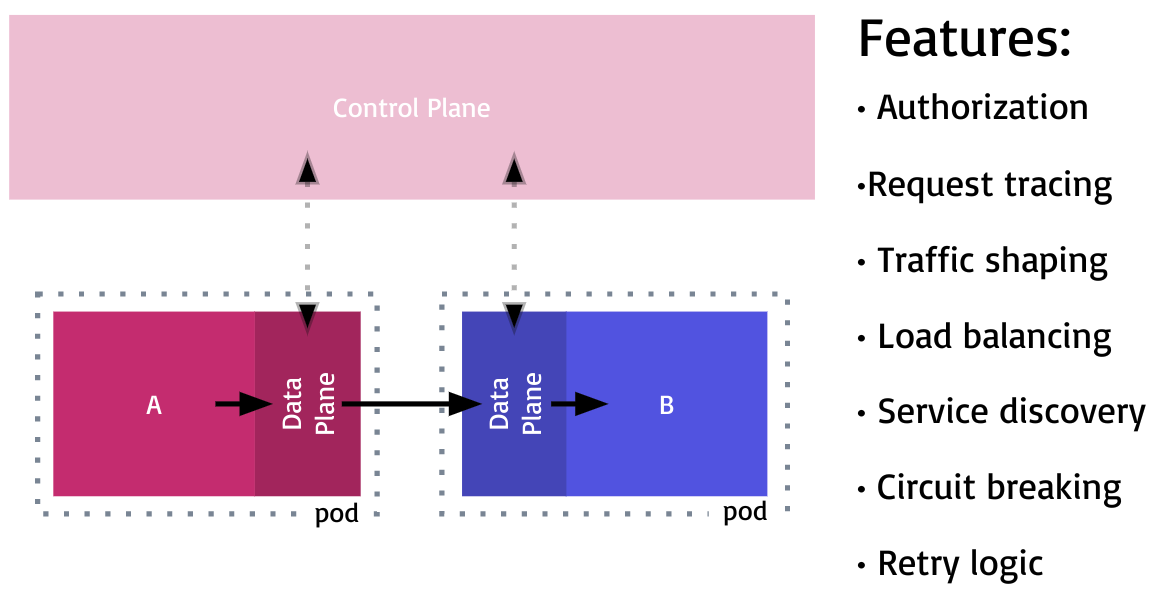 Control Plane
A
Data
Plane
Data
Plane
B
pod
pod
Features:
• Authorization
•Request tracing
• Traffic shaping
• Load balancing
• Service discovery
• Circuit breaking
• Retry logic